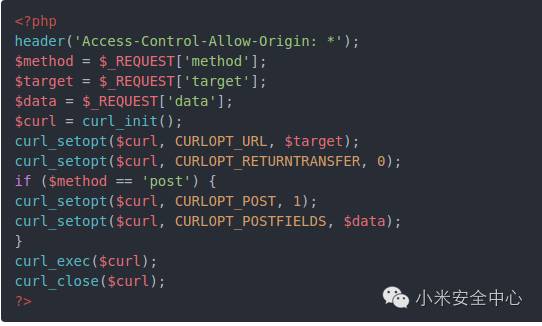 <?php
header('Access-Control-Allow-Origin: *');
$method = $_REQUEST['method'];
$target = $_REQUEST['target'];
$data = $_REQUEST['data'];
$curl = curl_init();
curl_setopt($curl, CURLOPT_URL, $target);
curl_setopt($curl, CURLOPT_RETURNTRANSFER, 0);
if ($method == 'post') {
curl_setopt($curl, CURLOPT_POST, 1);
curl_setopt($curl, CURLOPT_POSTFIELDS, $data);
}
curl_exec($curl);
curl_close($curl);
?>
小米安全中心